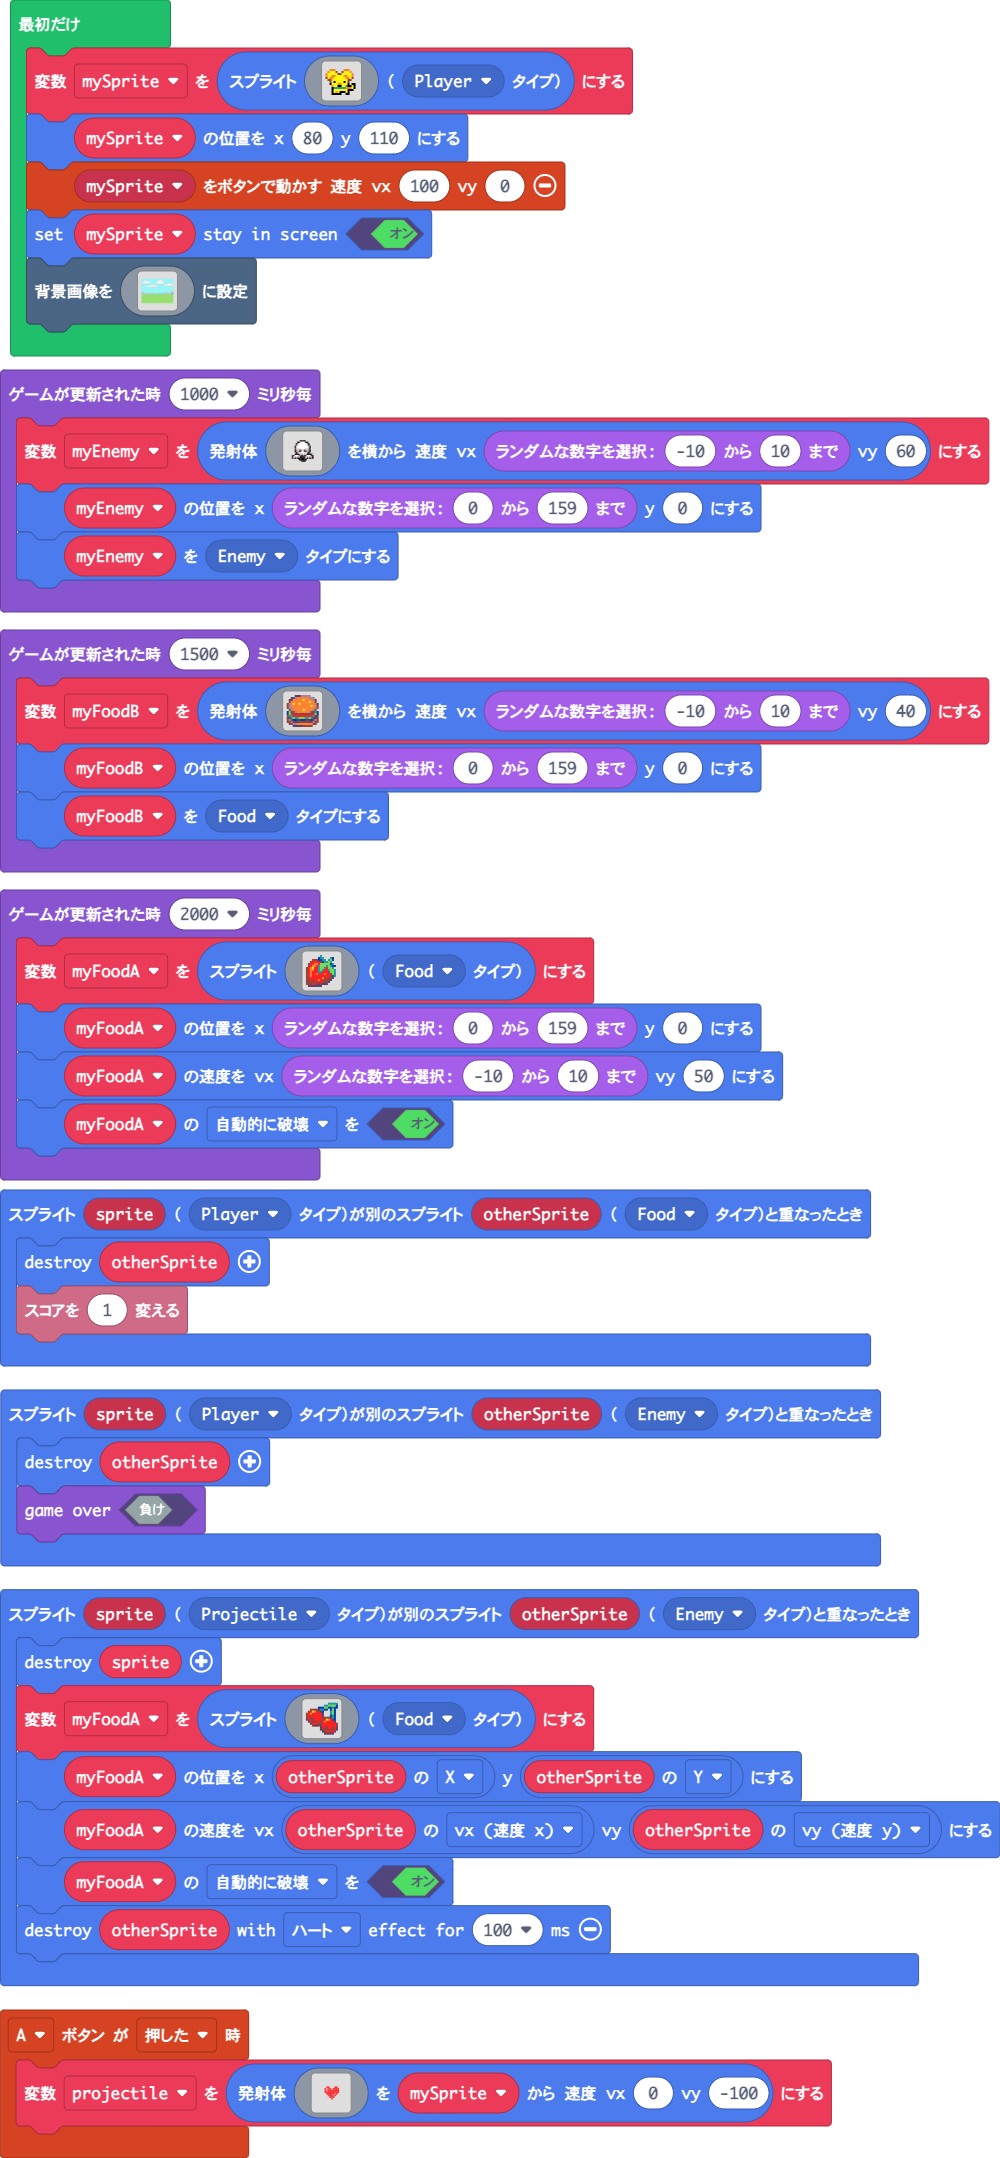 最初だけ
変数 mySprite を スプライト ( Player タイプ) にする
mySprite の位置を x 80 y 110 にする
mySprite をボタンで動かす 速度 vx 100 vy 0
set mySprite stay in screen オン
背景画像を に設定
ゲームが更新された時 1000 ミリ秒毎
変数 myEnemy を 発射体 を横から 速度 vx ランダムな数字を選択: -10 から 10 まで vy 60 にする
myEnemy の位置を x ランダムな数字を選択: 0 から 159 まで y 0 にする
myEnemy を Enemy タイプにする
ゲームが更新された時 1500 ミリ秒毎
変数 myFoodB を 発射体 を横から 速度 vx ランダムな数字を選択: -10 から 10 まで vy 40 にする
myFoodB の位置を x ランダムな数字を選択: 0 から 159 まで y 0 にする
myFoodB を Food タイプにする
ゲームが更新された時 2000 ミリ秒毎
変数 myFoodA を スプライト ( Food タイプ) にする
myFoodA の位置を x ランダムな数字を選択: 0 から 159 まで y 0 にする
myFoodA の速度を vx ランダムな数字を選択: -10 から 10 まで vy 50 にする
myFoodA の 自動的に破壊 を オン
スプライト sprite ( Player タイプ)が別のスプライト otherSprite ( Food タイプ)と重なったとき
destroy otherSprite
スコアを 1 変える
スプライト sprite ( Player タイプ)が別のスプライト otherSprite ( Enemy タイプ)と重なったとき
destroy otherSprite
game over 負け
スプライト sprite ( Projectile タイプ)が別のスプライト otherSprite ( Enemy タイプ)と重なったとき
destroy sprite
変数 myFoodA を スプライト ( Food タイプ) にする
myFoodA の位置を x otherSprite の X y otherSprite の Y にする
myFoodA の速度を vx otherSprite の vx (速度 x) vy otherSprite の vy (速度 y) にする
myFoodA の 自動的に破壊 を オン
destroy otherSprite with ハート effect for 100 ms
A ボタン が 押した 時
変数 projectile を 発射体 を mySprite から 速度 vx 0 vy -100 にする